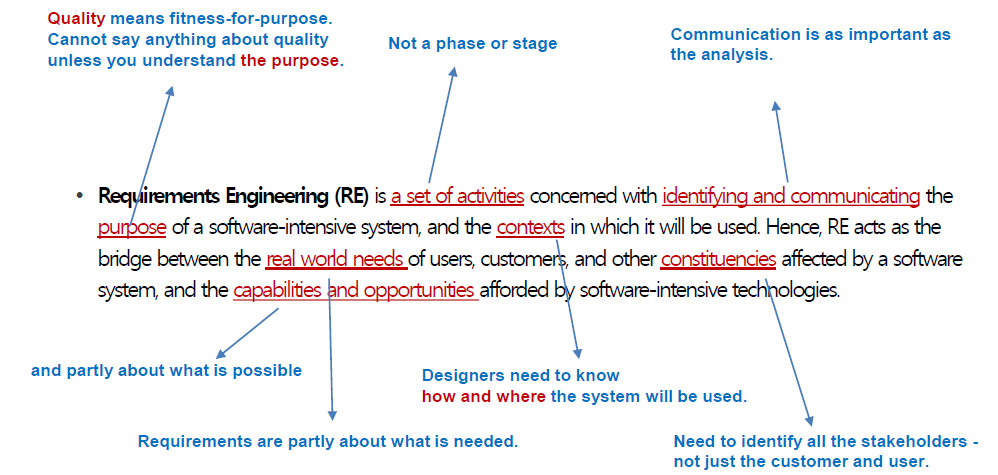 Quality means fitness-for-purpose.
Cannot say anything about quality
unless you understand the purpose.
Not a phase or stage
Communication is as important as
the analysis.
• Requirements Engineering (RE) is a set of activities concerned with identifying and communicating the
purpose of a software-intensive system, and the contexts in which it will be used. Hence, RE acts as the
bridge between the real world needs of users, customers, and other constituencies affected by a software
system, and the capabilities and opportunities afforded by software-intensive technologies.
and partly about what is possible
Designers need to know
how and where the system will be used.
Requirements are partly about what is needed.
Need to identify all the stakeholders -
not just the customer and user.